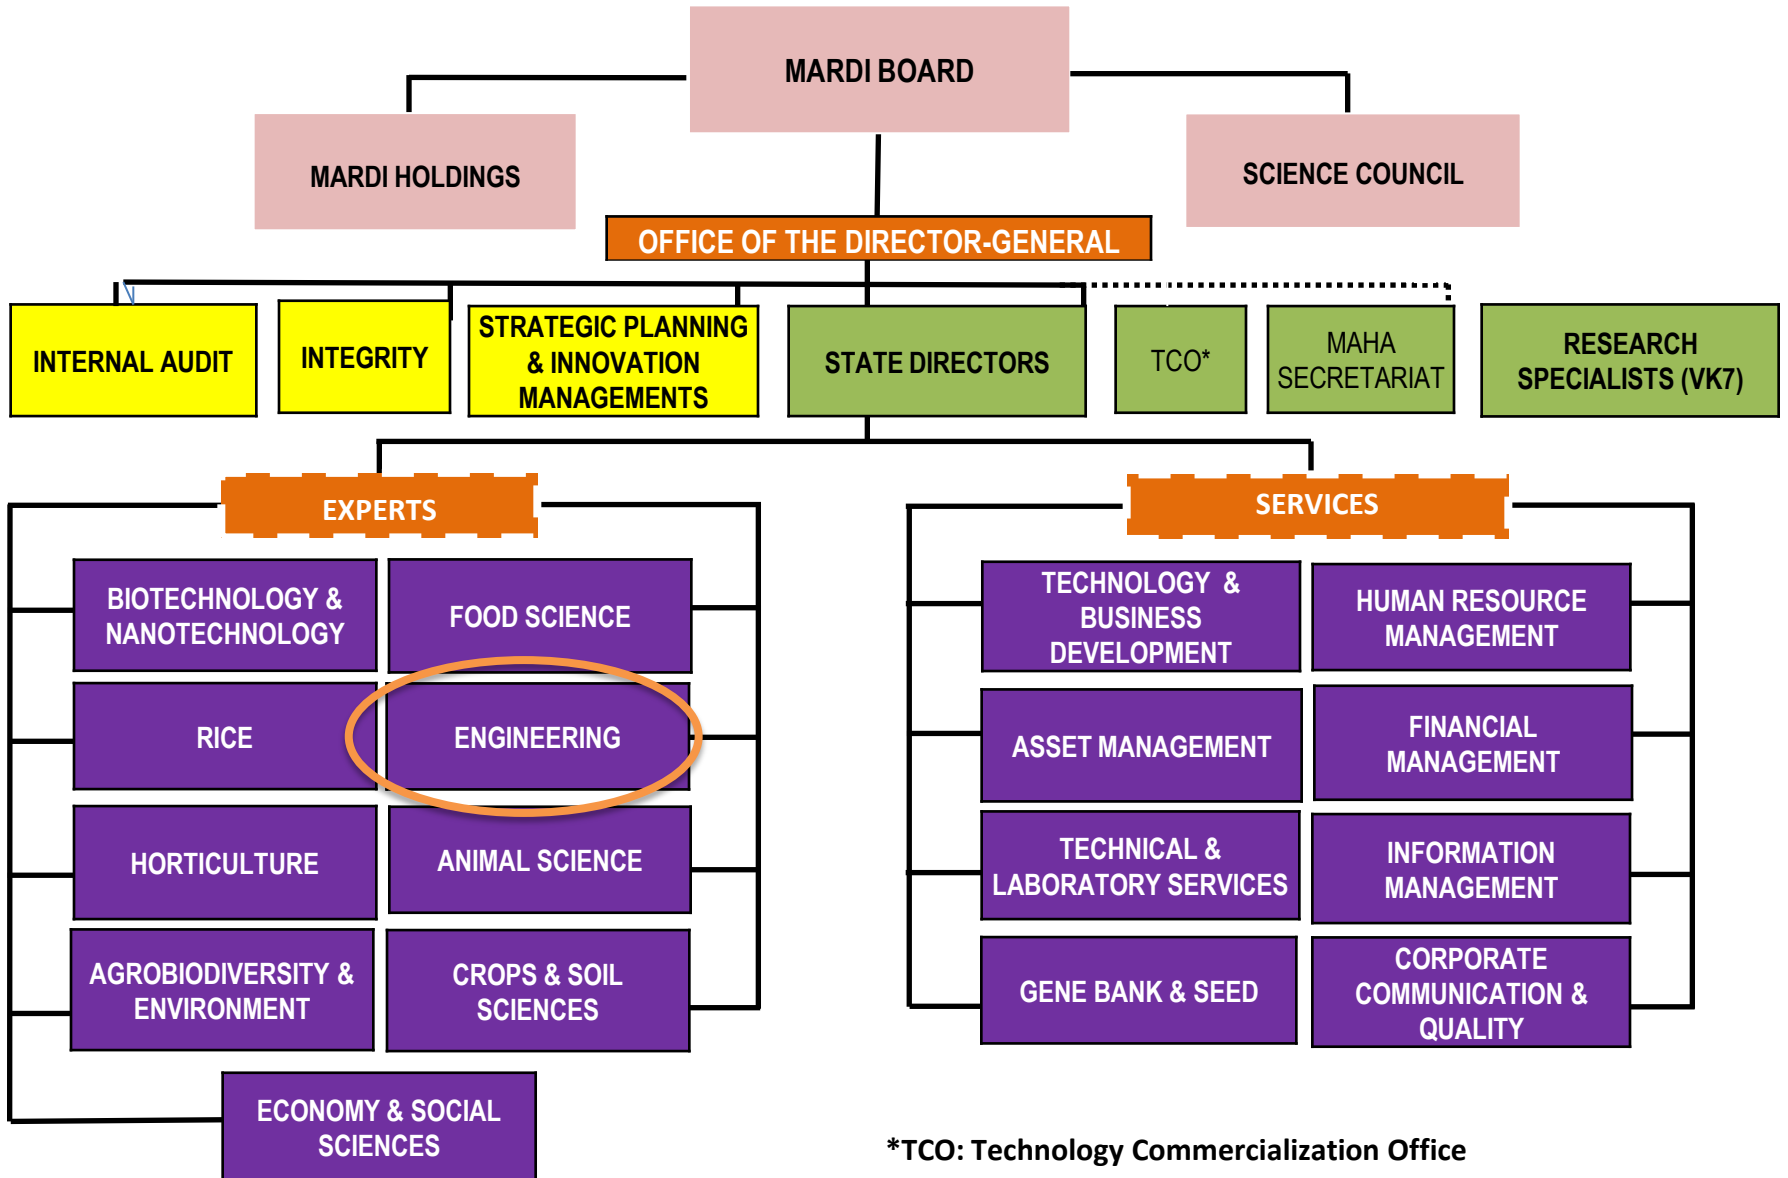 MARDI BOARD
MARDI HOLDINGS
SCIENCE COUNCIL
OFFICE OF THE DIRECTOR-GENERAL
INTERNAL AUDIT
INTEGRITY
STRATEGIC PLANNING
& INNOVATION
MANAGEMENTS
STATE DIRECTORS
TCO*
MAHA
SECRETARIAT
RESEARCH
SPECIALISTS (VK7)
EXPERTS
BIOTECHNOLOGY &
NANOTECHNOLOGY
FOOD SCIENCE
RICE
ENGINEERING
HORTICULTURE
ANIMAL SCIENCE
AGROBIODIVERSITY &
ENVIRONMENT
CROPS & SOIL
SCIENCES
ECONOMY & SOCIAL
SCIENCES
SERVICES
TECHNOLOGY &
BUSINESS
DEVELOPMENT
HUMAN RESOURCE
MANAGEMENT
ASSET MANAGEMENT
FINANCIAL
MANAGEMENT
TECHNICAL &
LABORATORY SERVICES
INFORMATION
MANAGEMENT
GENE BANK & SEED
CORPORATE
COMMUNICATION &
QUALITY
*TCO: Technology Commercialization Office